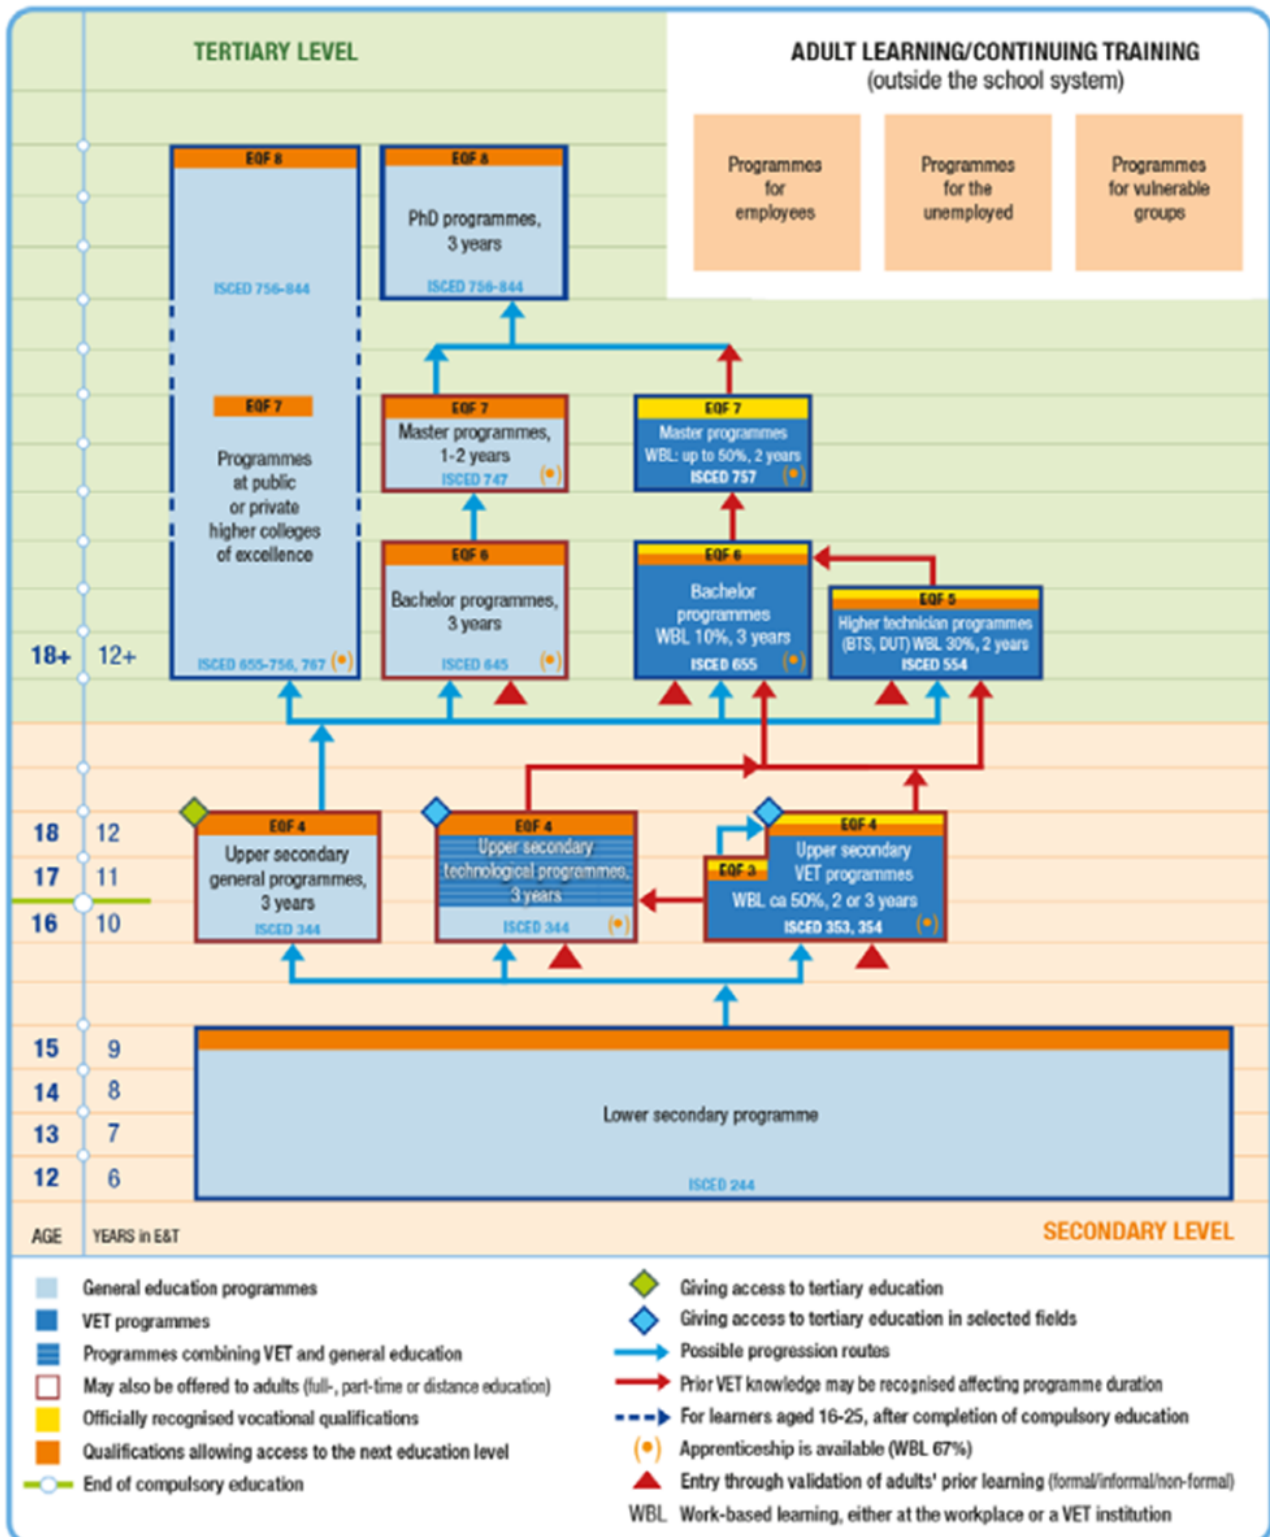 TERTIARY LEVEL
ADULT LEARNING/CONTINUING TRAINING
(outside the school system)
Programmes
for
employees
Programmes
for the
unemployed
Programmes
for vulnerable
groups
EQF 8
ISCED 756-844
EQF 7
Programmes
at public
or private
higher colleges
of excellence
ISCED 655-756, 767 (•)
EQF 8
PhD programmes,
3 years
ISCED 756-844
EQF 7
Master programmes,
1-2 years
ISCED 747 (•)
EQF 7
Master programmes
WBL: up to 50%, 2 years
ISCED 757 (•)
EQF 6
Bachelor programmes,
3 years
ISCED 645 (•)
EQF 6
Bachelor
programmes
WBL 10%, 3 years
ISCED 655 (•)
EQF 5
Higher technician programmes
(BTS, DUT) WBL 30%, 2 years
ISCED 554
18+ 12+
EQF 4
Upper secondary
general programmes,
3 years
ISCED 344
EQF 4
Upper secondary
technological programmes,
3 years
ISCED 344 (•)
EQF 3
EQF 4
Upper secondary
VET programmes
WBL ca 50%, 2 or 3 years
ISCED 353, 354 (•)
18 12
17 11
16 10
15 9
14 8
13 7
12 6
Lower secondary programme
ISCED 244
AGE YEARS in E&T
SECONDARY LEVEL
General education programmes
VET programmes
Programmes combining VET and general education
May also be offered to adults (full-, part-time or distance education)
Officially recognised vocational qualifications
Qualifications allowing access to the next education level
End of compulsory education
Giving access to tertiary education
Giving access to tertiary education in selected fields
Possible progression routes
Prior VET knowledge may be recognised affecting programme duration
For learners aged 16-25, after completion of compulsory education
(•) Apprenticeship is available (WBL 67%)
Entry through validation of adults' prior learning (formal/informal/non-formal)
WBL Work-based learning, either at the workplace or a VET institution